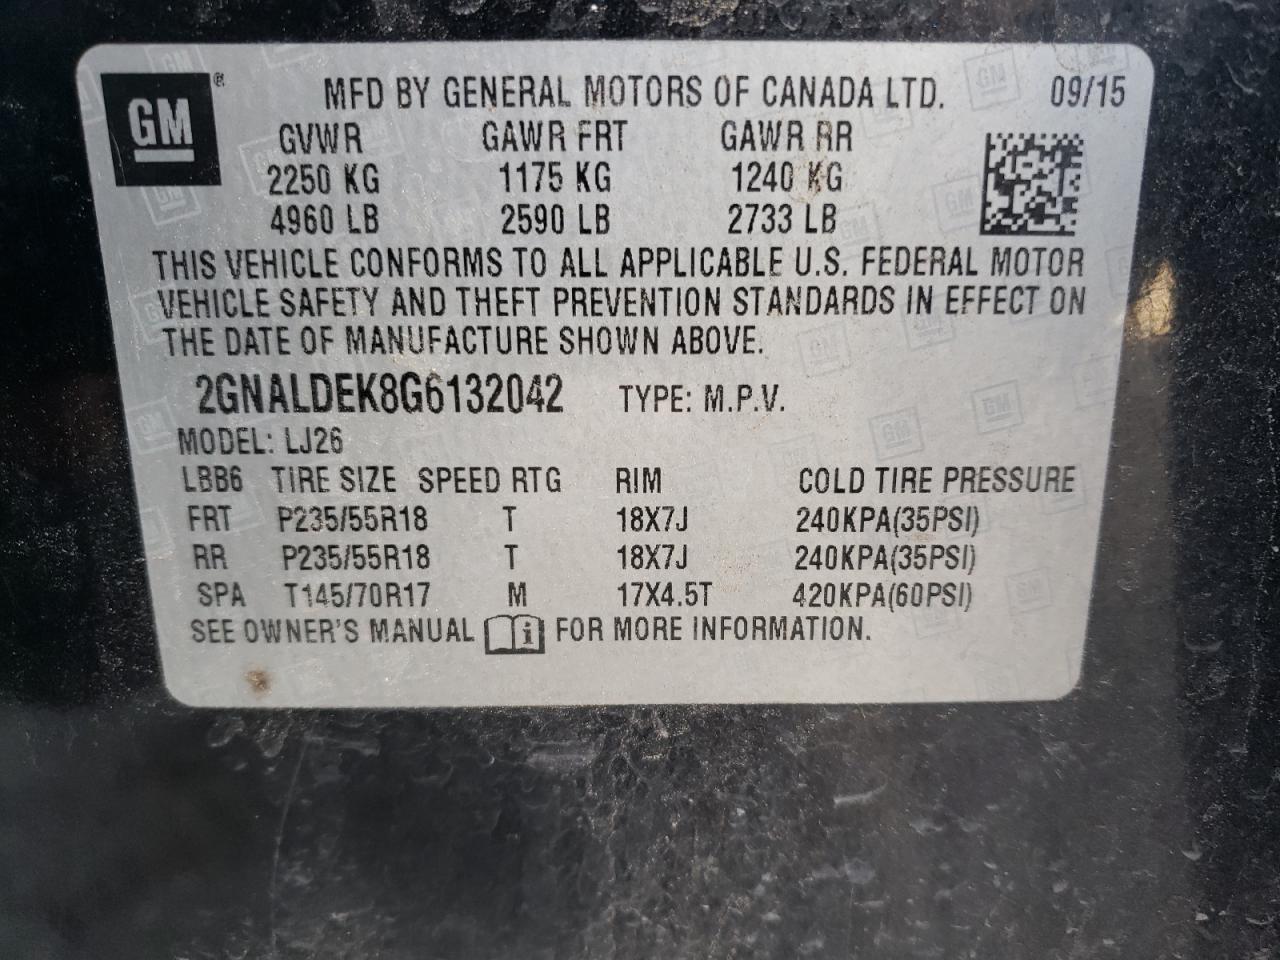 GM ® MFD BY GENERAL MOTORS OF CANADA LTD. 09/15
GVWR GAWR FRT GAWR RR
2250 KG 1175 KG 1240 KG
4960 LB 2590 LB 2733 LB
THIS VEHICLE CONFORMS TO ALL APPLICABLE U.S. FEDERAL MOTOR
VEHICLE SAFETY AND THEFT PREVENTION STANDARDS IN EFFECT ON
THE DATE OF MANUFACTURE SHOWN ABOVE.
2GNALDEK8G6132042 TYPE: M.P.V.
MODEL: LJ26
LBB6 TIRE SIZE SPEED RTG RIM COLD TIRE PRESSURE
FRT P235/55R18 T 18X7J 240KPA(35PSI)
RR P235/55R18 T 18X7J 240KPA(35PSI)
SPA T145/70R17 M 17X4.5T 420KPA(60PSI)
SEE OWNER'S MANUAL i FOR MORE INFORMATION.